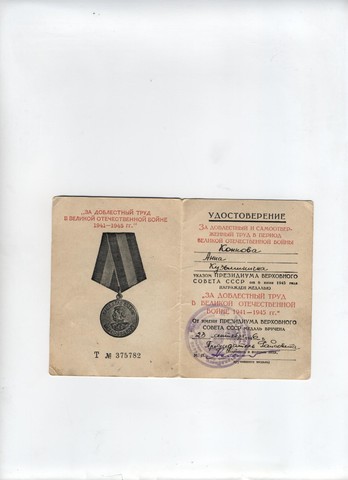 „ЗА ДОБЛЕСТНЫЙ ТРУД
В ВЕЛИКОЙ ОТЕЧЕСТВЕННОЙ ВОЙНЕ
1941—1945 гг.“
Т № 375782
УДОСТОВЕРЕНИЕ
ЗА ДОБЛЕСТНЫЙ И САМООТВЕР-
ЖЕННЫЙ ТРУД В ПЕРИОД
ВЕЛИКОЙ ОТЕЧЕСТВЕННОЙ ВОЙНЫ
Конкова
Анна
Кузьминична
УКАЗОМ ПРЕЗИДИУМА ВЕРХОВНОГО
СОВЕТА СССР от 6 июня 1945 года
НАГРАЖДЕН МЕДАЛЬЮ
„ЗА ДОБЛЕСТНЫЙ ТРУД
В ВЕЛИКОЙ ОТЕЧЕСТВЕННОЙ
ВОЙНЕ 1941—1945 гг.“
От имени ПРЕЗИДИУМА ВЕРХОВНОГО
СОВЕТА СССР МЕДАЛЬ ВРУЧЕНА